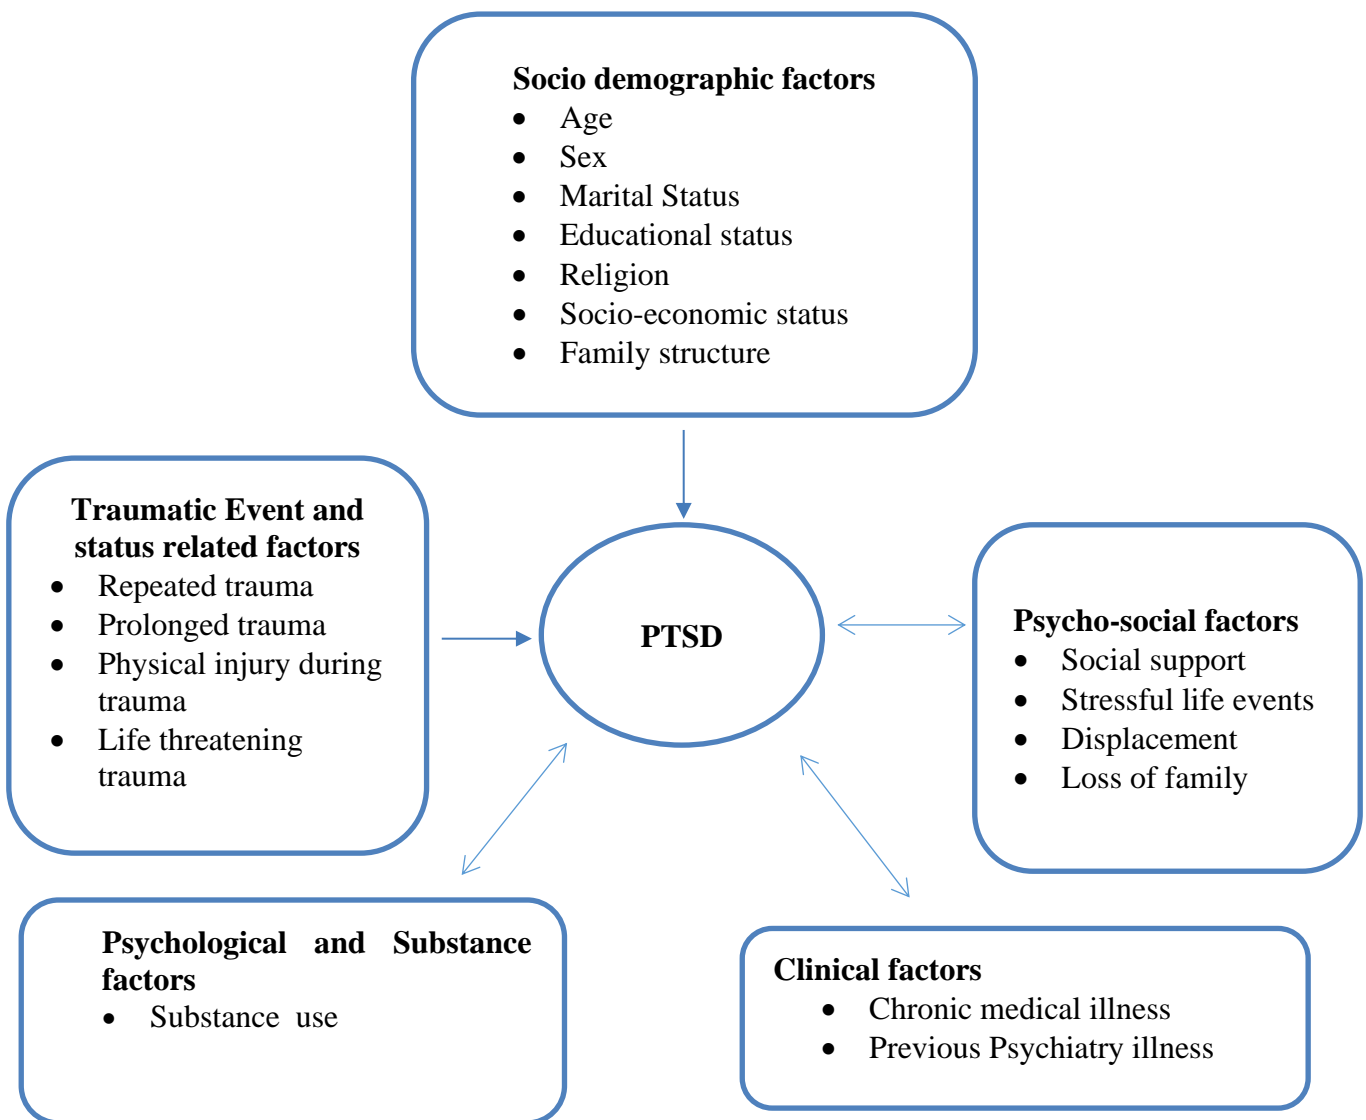 Socio demographic factors
• Age
• Sex
• Marital Status
• Educational status
• Religion
• Socio-economic status
• Family structure
Traumatic Event and
status related factors
• Repeated trauma
• Prolonged trauma
• Physical injury during
trauma
• Life threatening
trauma
PTSD
Psycho-social factors
• Social support
• Stressful life events
• Displacement
• Loss of family
Psychological and Substance
factors
• Substance use
Clinical factors
• Chronic medical illness
• Previous Psychiatry illness